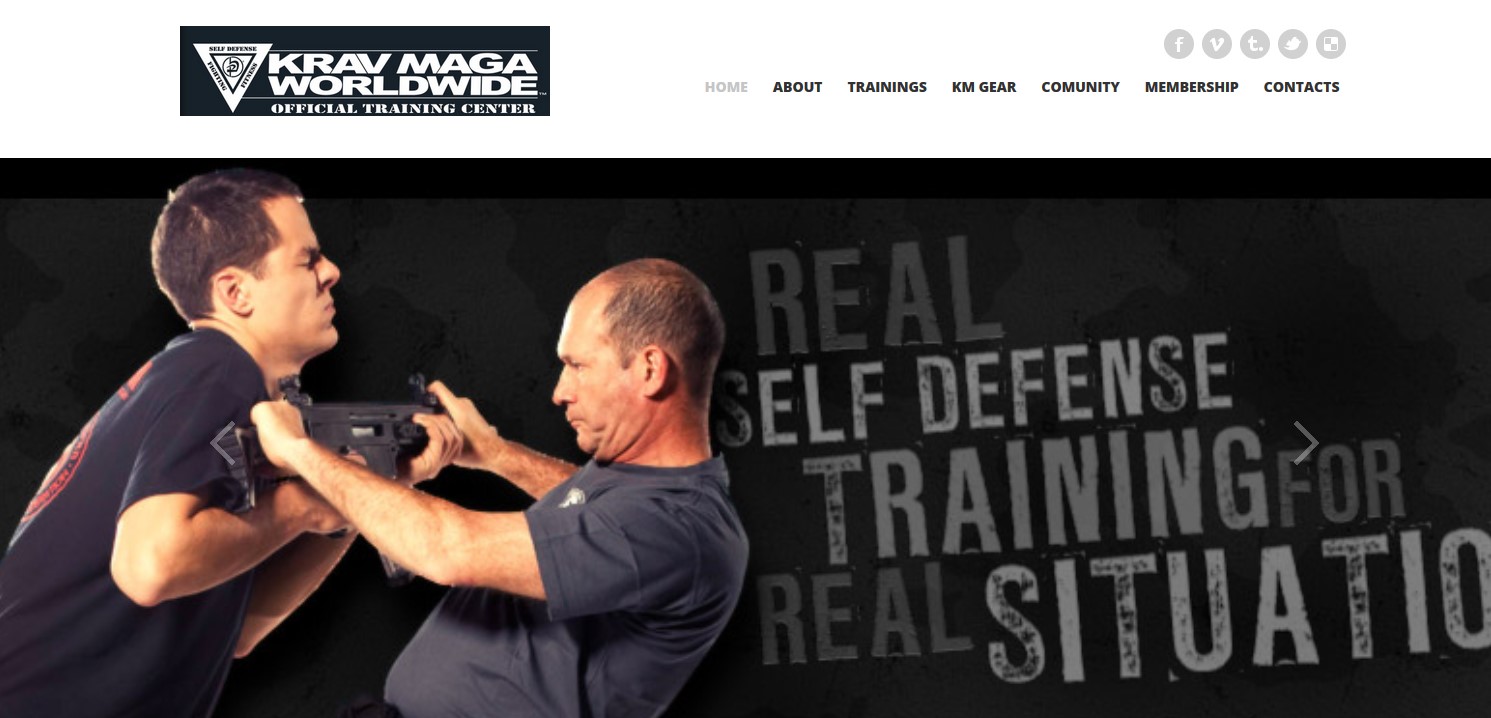 SELF DEFENSE
FIGHTING
FITNESS
KRAV MAGA
WORLDWIDE™
OFFICIAL TRAINING CENTER
HOME ABOUT TRAININGS KM GEAR COMUNITY MEMBERSHIP CONTACTS
REAL
SELF DEFENSE
TRAINING FOR
REAL SITUATIO